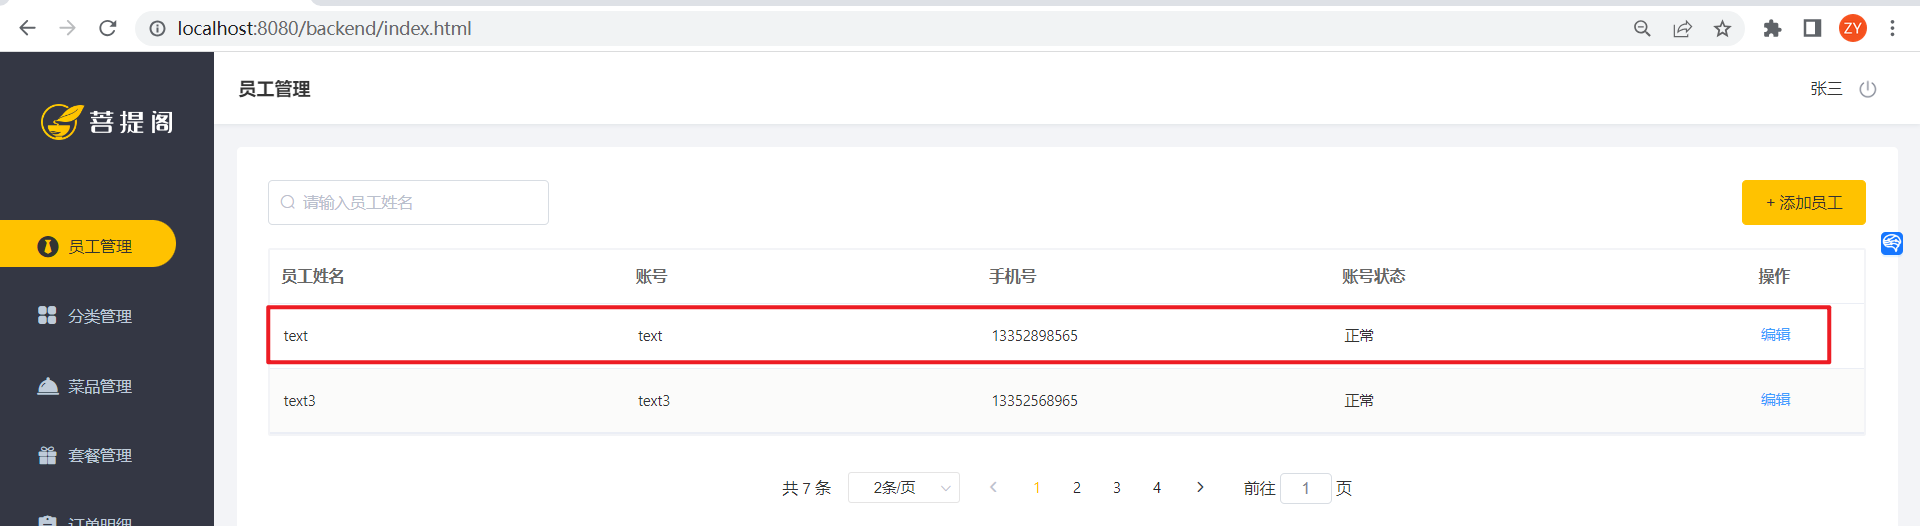 localhost:8080/backend/index.html
ZY
菩提阁
员工管理
张三
请输入员工姓名
+ 添加员工
员工管理
分类管理
菜品管理
套餐管理
订单明细
员工姓名 账号 手机号 账号状态 操作
text text 13352898565 正常 编辑
text3 text3 13352568965 正常 编辑
共 7 条 2条/页 1 2 3 4 前往 1 页